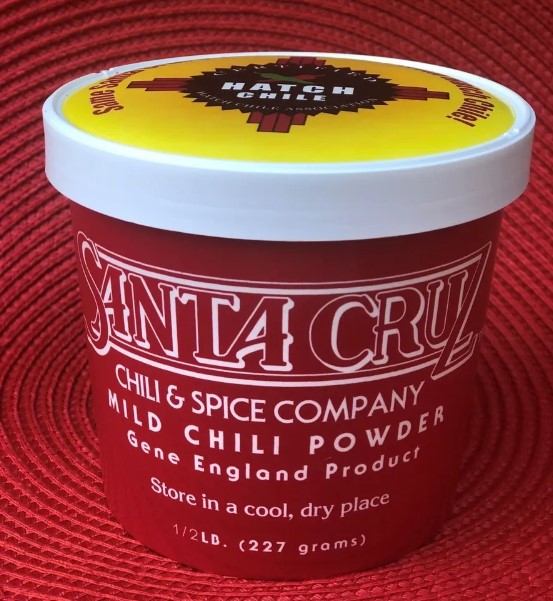 HATCH
CHILE
SANTA CRUZ
CHILI & SPICE COMPANY
MILD CHILI POWDER
Gene England Product
Store in a cool, dry place
1/2LB. (227 grams)